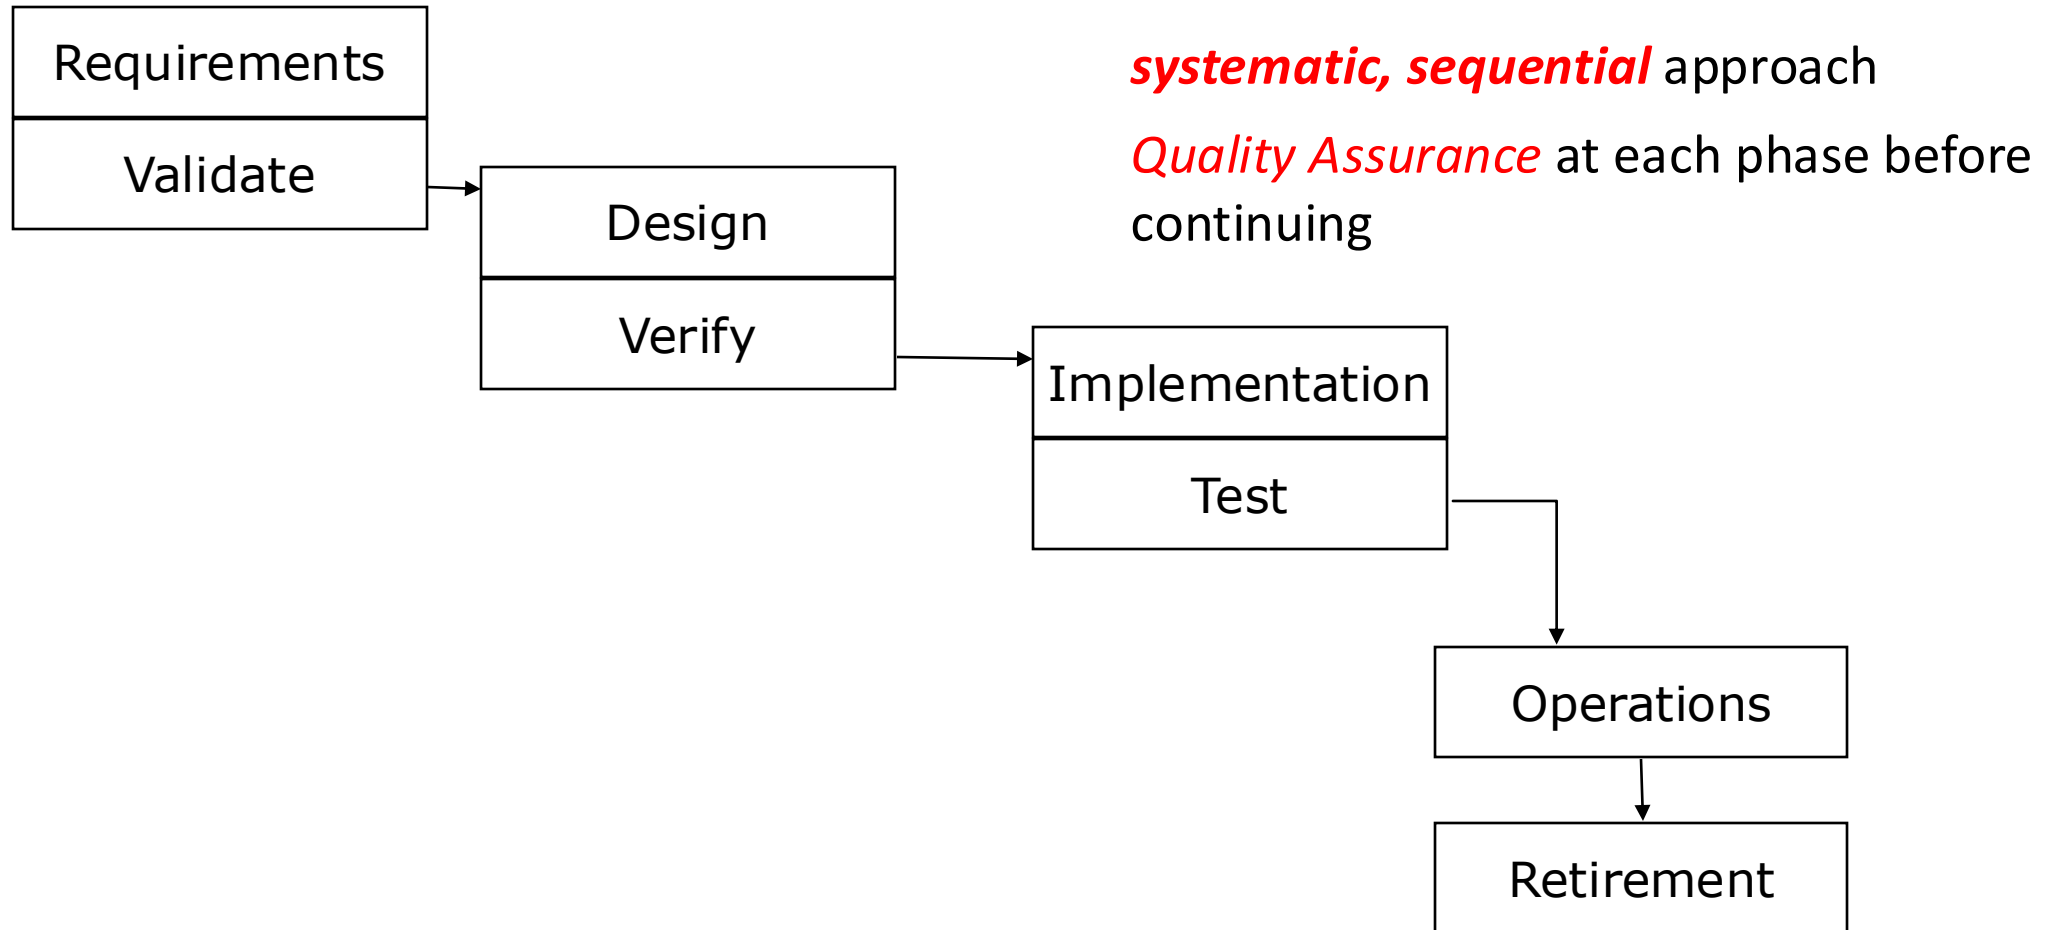 Requirements
Validate
systematic, sequential approach
Quality Assurance at each phase before
continuing
Design
Verify
Implementation
Test
Operations
Retirement